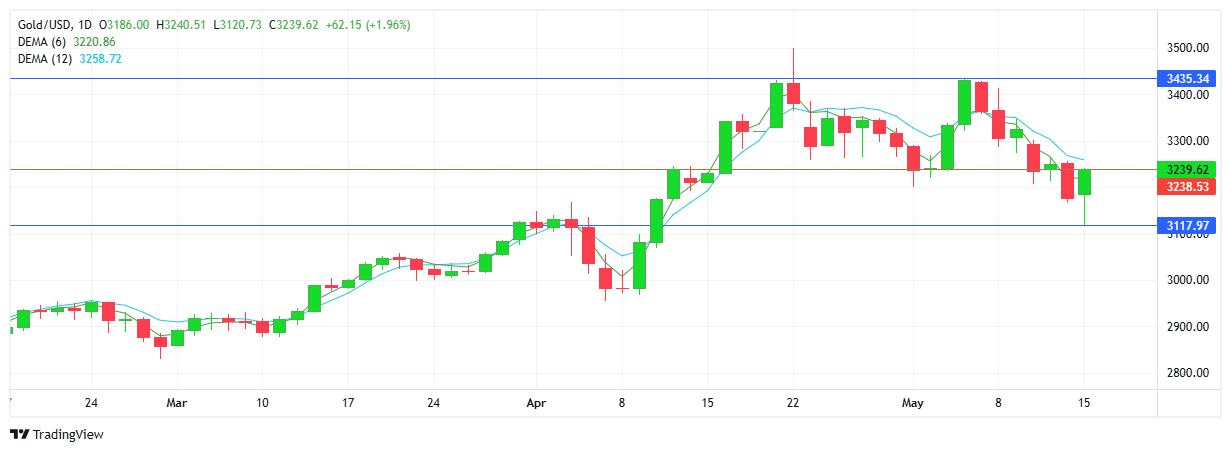 Gold/USD, 1D O3186.00 H3240.51 L3120.73 C3239.62 +62.15 (+1.96%)
DEMA (6) 3220.86
DEMA (12) 3258.72
3500.00
3435.34
3400.00
3300.00
3239.62
3238.53
3117.97
3100.00
3000.00
2900.00
2800.00
24 Mar 10 17 24 Apr 8 15 22 May 8 15
TradingView